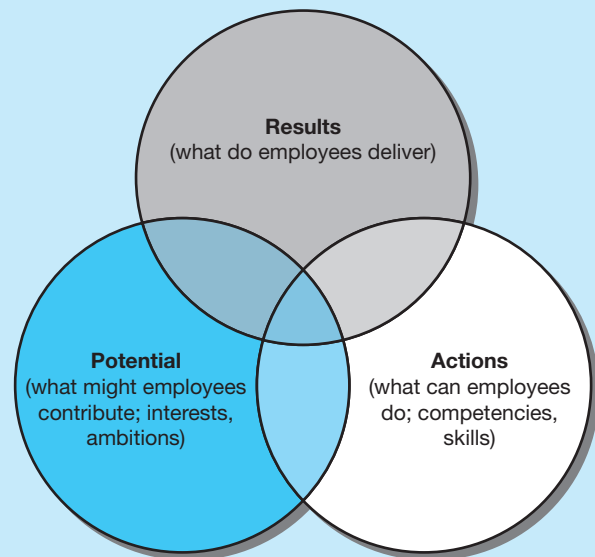 Results
(what do employees deliver)
Potential
(what might employees
contribute; interests,
ambitions)
Actions
(what can employees
do; competencies,
skills)